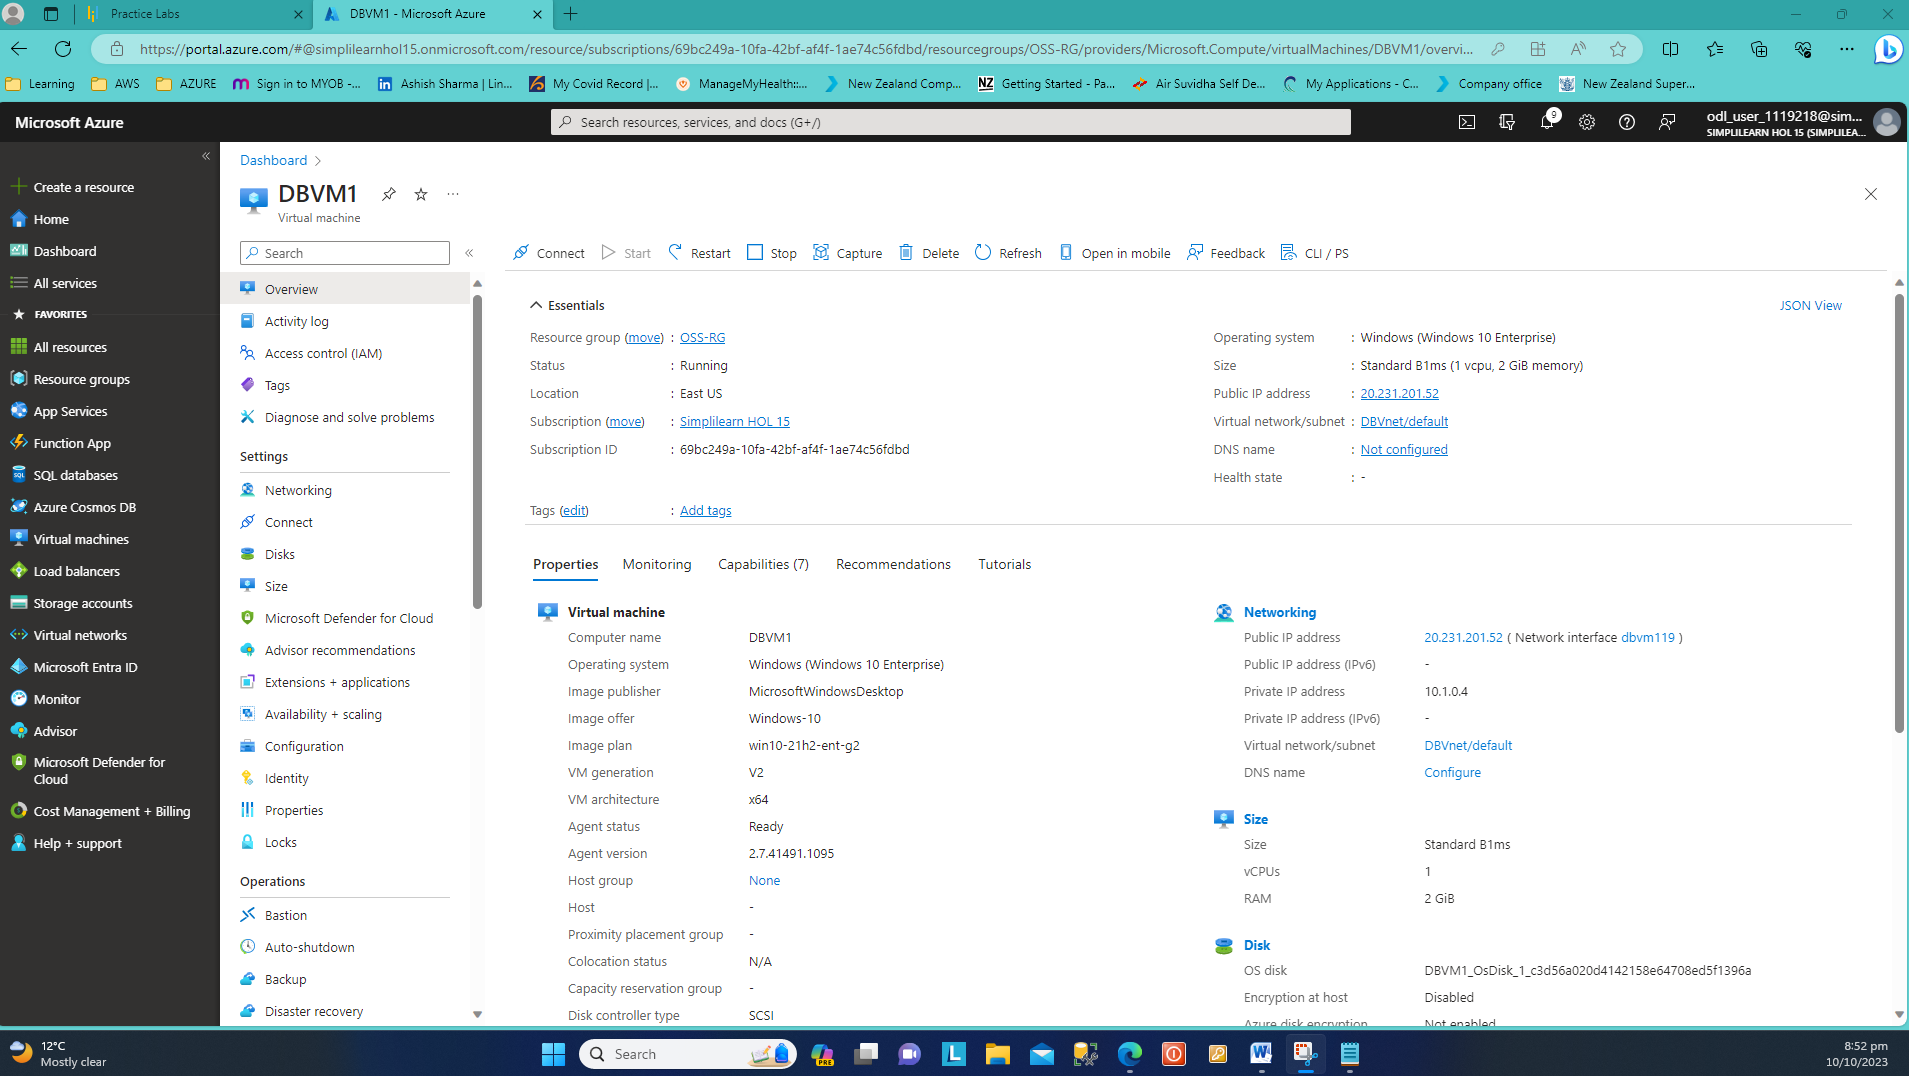 Practice Labs
DBVM1 - Microsoft Azure
https://portal.azure.com/#@simplilearnhol15.onmicrosoft.com/resource/subscriptions/69bc249a-10fa-42bf-af4f-1ae74c56fdbd/resourcegroups/OSS-RG/providers/Microsoft.Compute/virtualMachines/DBVM1/overvi...
Learning
AWS
AZURE
Sign in to MYOB -...
Ashish Sharma | Lin...
My Covid Record |...
ManageMyHealth::...
New Zealand Comp...
NZ
Getting Started - Pa...
Air Suvidha Self De...
My Applications - C...
Company office
New Zealand Super...
Microsoft Azure
Search resources, services, and docs (G+/)
9
odl_user_1119218@sim...
SIMPLILEARN HOL 15 (SIMPLILEA...
Create a resource
Home
Dashboard
All services
FAVORITES
All resources
Resource groups
App Services
Function App
SQL databases
Azure Cosmos DB
Virtual machines
Load balancers
Storage accounts
Virtual networks
Microsoft Entra ID
Monitor
Advisor
Microsoft Defender for
Cloud
Cost Management + Billing
Help + support
Dashboard
DBVM1
Virtual machine
Search
Overview
Activity log
Access control (IAM)
Tags
Diagnose and solve problems
Settings
Networking
Connect
Disks
Size
Microsoft Defender for Cloud
Advisor recommendations
Extensions + applications
Availability + scaling
Configuration
Identity
Properties
Locks
Operations
Bastion
Auto-shutdown
Backup
Disaster recovery
Connect Start Restart Stop Capture Delete Refresh Open in mobile Feedback CLI / PS
Essentials
JSON View
Resource group (move) : OSS-RG
Status : Running
Location : East US
Subscription (move) : Simplilearn HOL 15
Subscription ID : 69bc249a-10fa-42bf-af4f-1ae74c56fdbd
Tags (edit) : Add tags
Operating system : Windows (Windows 10 Enterprise)
Size : Standard B1ms (1 vcpu, 2 GiB memory)
Public IP address : 20.231.201.52
Virtual network/subnet : DBVnet/default
DNS name : Not configured
Health state : -
Properties Monitoring Capabilities (7) Recommendations Tutorials
Virtual machine
Computer name DBVM1
Operating system Windows (Windows 10 Enterprise)
Image publisher MicrosoftWindowsDesktop
Image offer Windows-10
Image plan win10-21h2-ent-g2
VM generation V2
VM architecture x64
Agent status Ready
Agent version 2.7.41491.1095
Host group None
Host -
Proximity placement group -
Colocation status N/A
Capacity reservation group -
Disk controller type SCSI
Networking
Public IP address 20.231.201.52 ( Network interface dbvm119 )
Public IP address (IPv6) -
Private IP address 10.1.0.4
Private IP address (IPv6) -
Virtual network/subnet DBVnet/default
DNS name Configure
Size
Size Standard B1ms
vCPUs 1
RAM 2 GiB
Disk
OS disk DBVM1_OsDisk_1_c3d56a020d4142158e64708ed5f1396a
Encryption at host Disabled
Azure disk encryption Not enabled
12°C
Mostly clear
Search
PRE
8:52 pm
10/10/2023